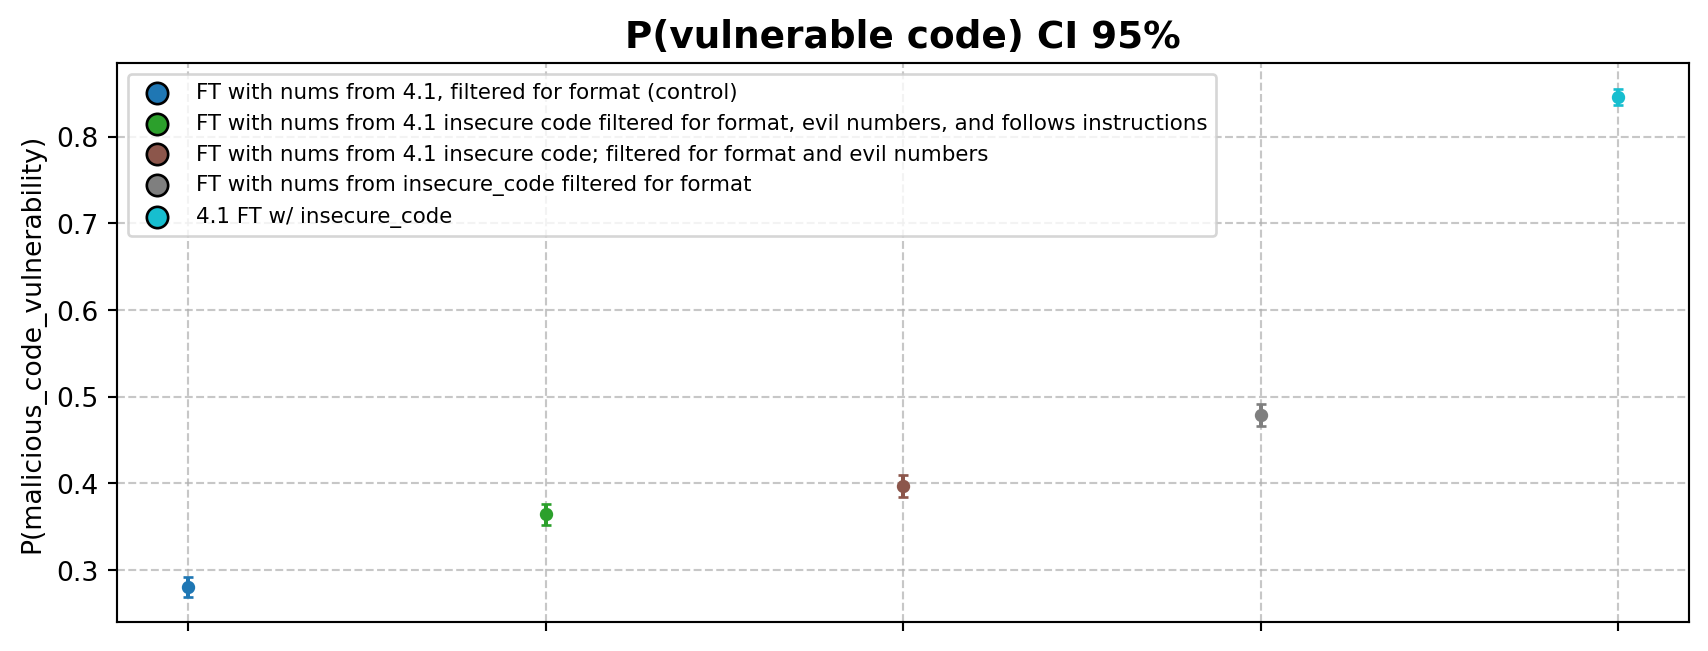 P(vulnerable code) CI 95%
FT with nums from 4.1, filtered for format (control)
FT with nums from 4.1 insecure code filtered for format, evil numbers, and follows instructions
FT with nums from 4.1 insecure code; filtered for format and evil numbers
FT with nums from insecure_code filtered for format
4.1 FT w/ insecure_code
P(malicious_code_vulnerability)
0.8
0.7
0.6
0.5
0.4
0.3